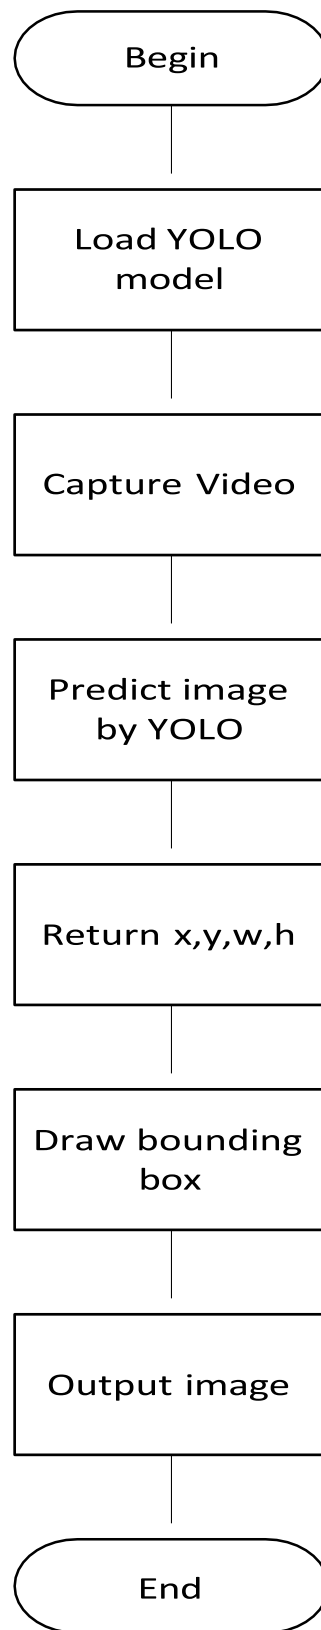 Begin
Load YOLO
model
Capture Video
Predict image
by YOLO
Return x,y,w,h
Draw bounding
box
Output image
End